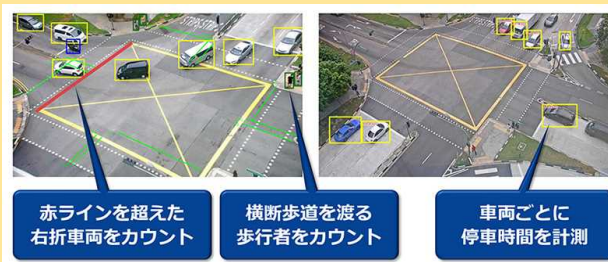 赤ラインを超えた
右折車両をカウント
横断歩道を渡る
歩行者をカウント
車両ごとに
停車時間を計測